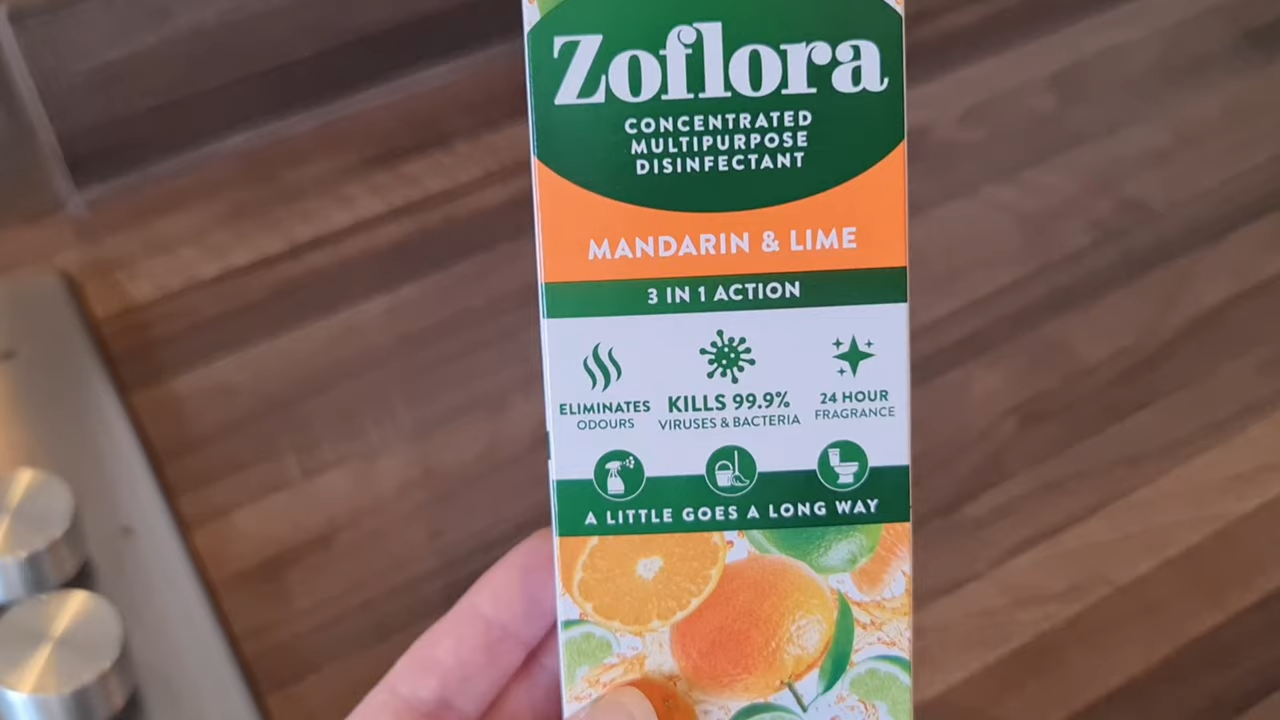 Zoflora
CONCENTRATED
MULTIPURPOSE
DISINFECTANT
MANDARIN & LIME
3 IN 1 ACTION
ELIMINATES
ODOURS
KILLS 99.9%
VIRUSES & BACTERIA
24 HOUR
FRAGRANCE
A LITTLE GOES A LONG WAY